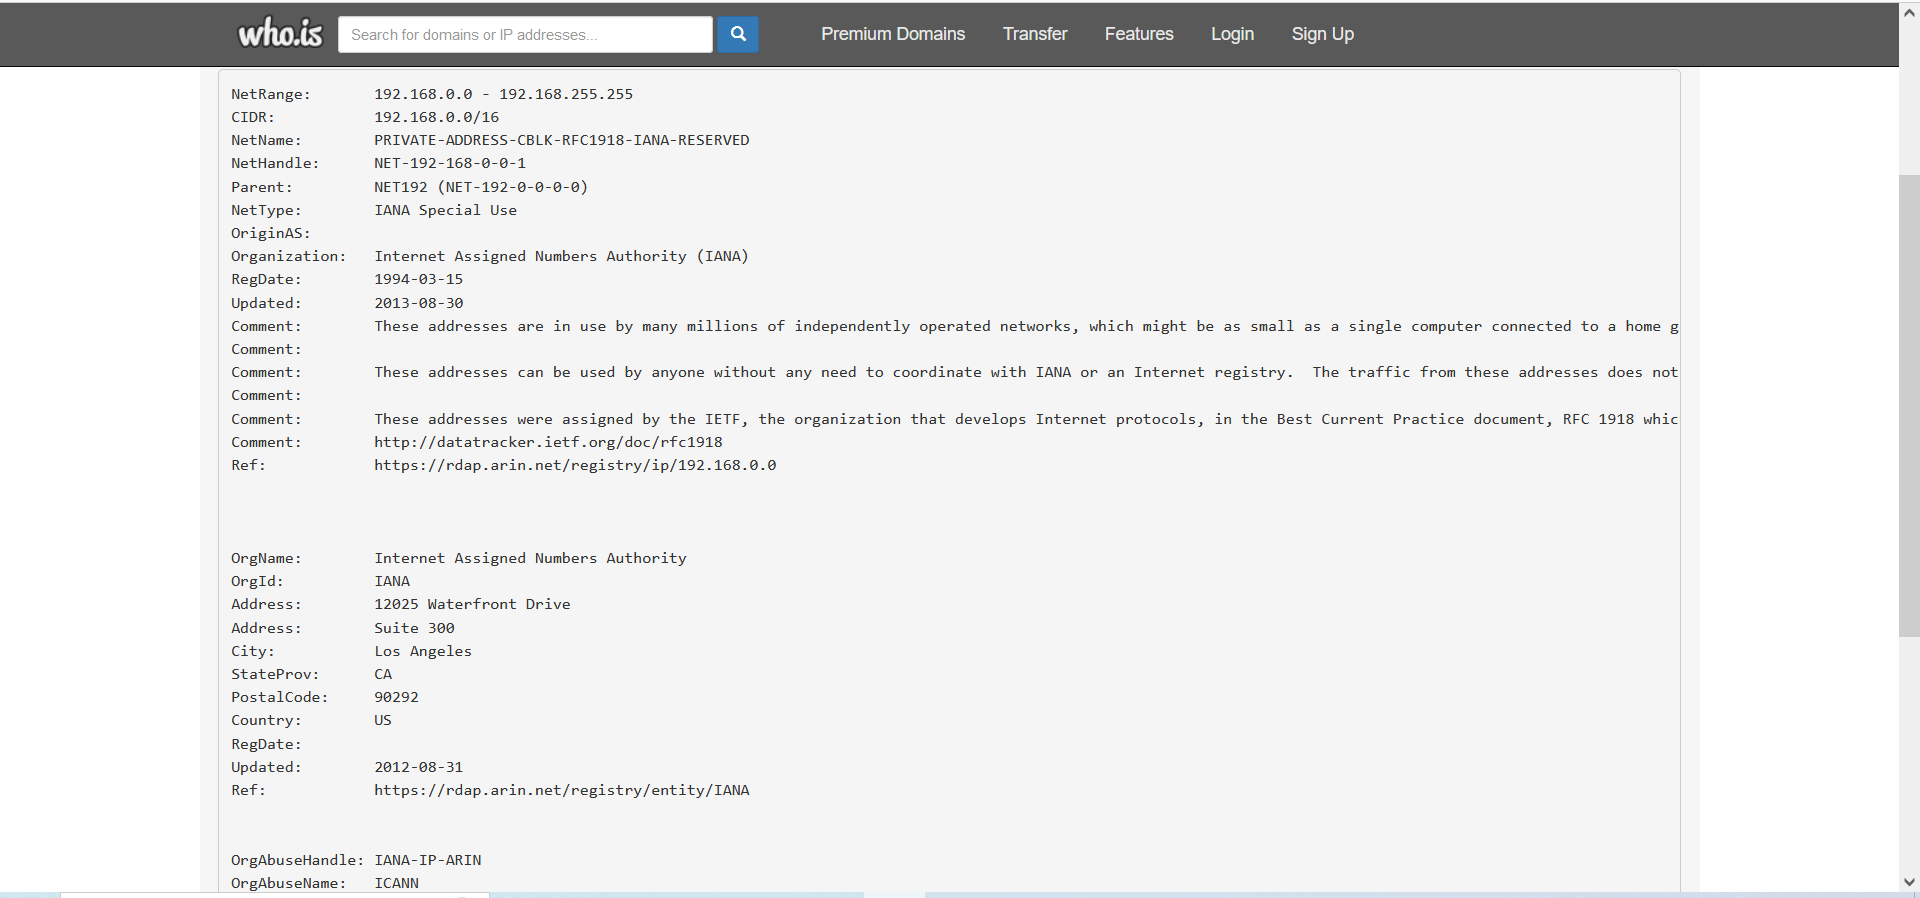 who.is Search for domains or IP addresses... Premium Domains Transfer Features Login Sign Up
NetRange: 192.168.0.0 - 192.168.255.255
CIDR: 192.168.0.0/16
NetName: PRIVATE-ADDRESS-CBLK-RFC1918-IANA-RESERVED
NetHandle: NET-192-168-0-0-1
Parent: NET192 (NET-192-0-0-0-0)
NetType: IANA Special Use
OriginAS:
Organization: Internet Assigned Numbers Authority (IANA)
RegDate: 1994-03-15
Updated: 2013-08-30
Comment: These addresses are in use by many millions of independently operated networks, which might be as small as a single computer connected to a home g
Comment:
Comment: These addresses can be used by anyone without any need to coordinate with IANA or an Internet registry.  The traffic from these addresses does not
Comment:
Comment: These addresses were assigned by the IETF, the organization that develops Internet protocols, in the Best Current Practice document, RFC 1918 whic
Comment: http://datatracker.ietf.org/doc/rfc1918
Ref: https://rdap.arin.net/registry/ip/192.168.0.0
OrgName: Internet Assigned Numbers Authority
OrgId: IANA
Address: 12025 Waterfront Drive
Address: Suite 300
City: Los Angeles
StateProv: CA
PostalCode: 90292
Country: US
RegDate:
Updated: 2012-08-31
Ref: https://rdap.arin.net/registry/entity/IANA
OrgAbuseHandle: IANA-IP-ARIN
OrgAbuseName: ICANN